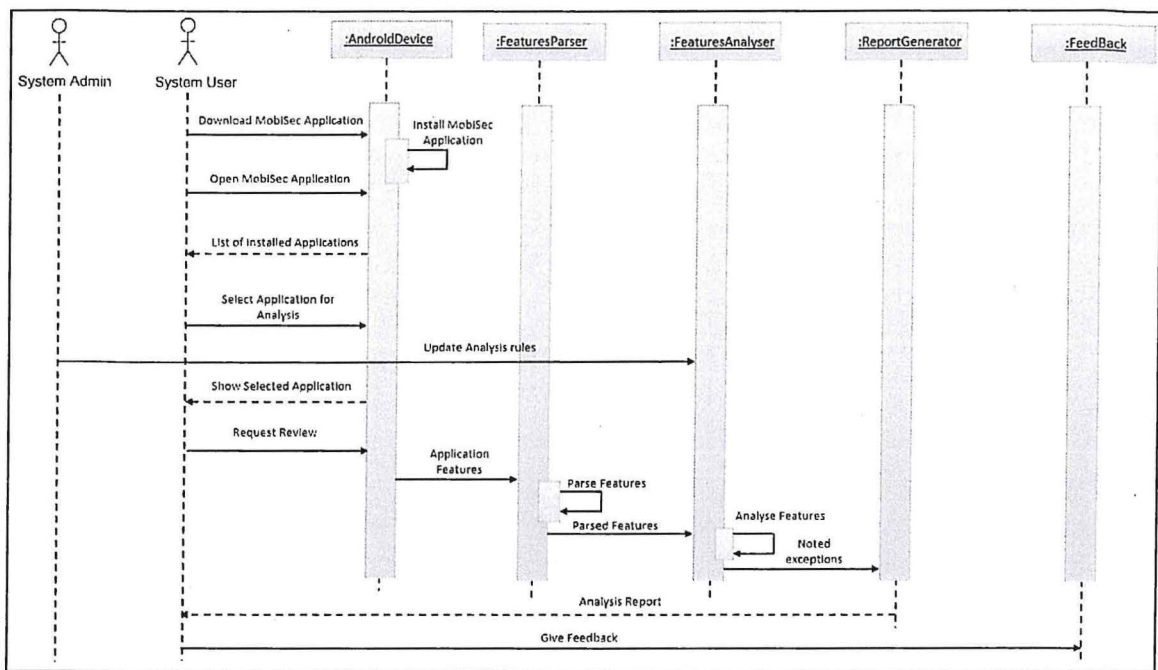 :AndroidDevice
:FeaturesParser
:FeaturesAnalyser
:ReportGenerator
:FeedBack
System Admin
System User
Download MobiSec Application
Install MobiSec
Application
Open MobiSec Application
List of Installed Applications
Select Application for
Analysis
Update Analysis rules
Show Selected Application
Request Review
Application
Features
Parse Features
Parsed Features
Analyse Features
Noted
exceptions
Analysis Report
Give Feedback